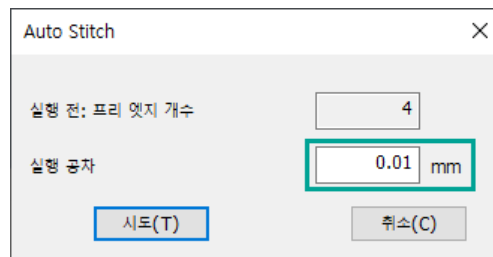 Auto Stitch
실행 전: 프리 엣지 개수 4
실행 공차 0.01 mm
시도(T) 취소(C)